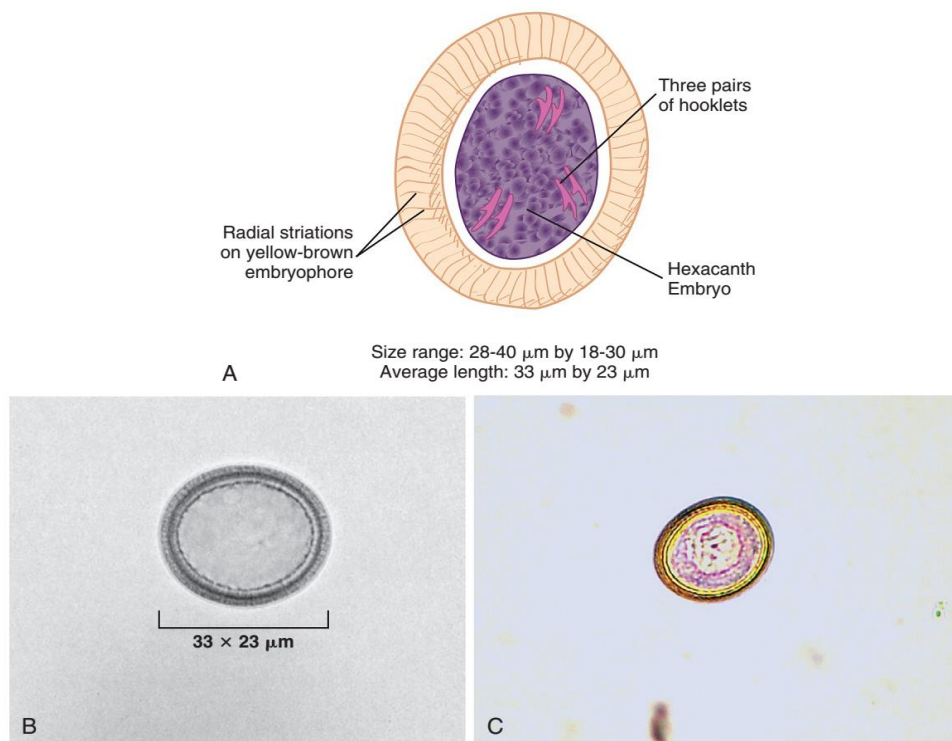 Three pairs
of hooklets
Radial striations
on yellow-brown
embryophore
Hexacanth
Embryo
Size range: 28-40 μm by 18-30 μm
Average length: 33 μm by 23 μm
A
33 × 23 μm
B
C